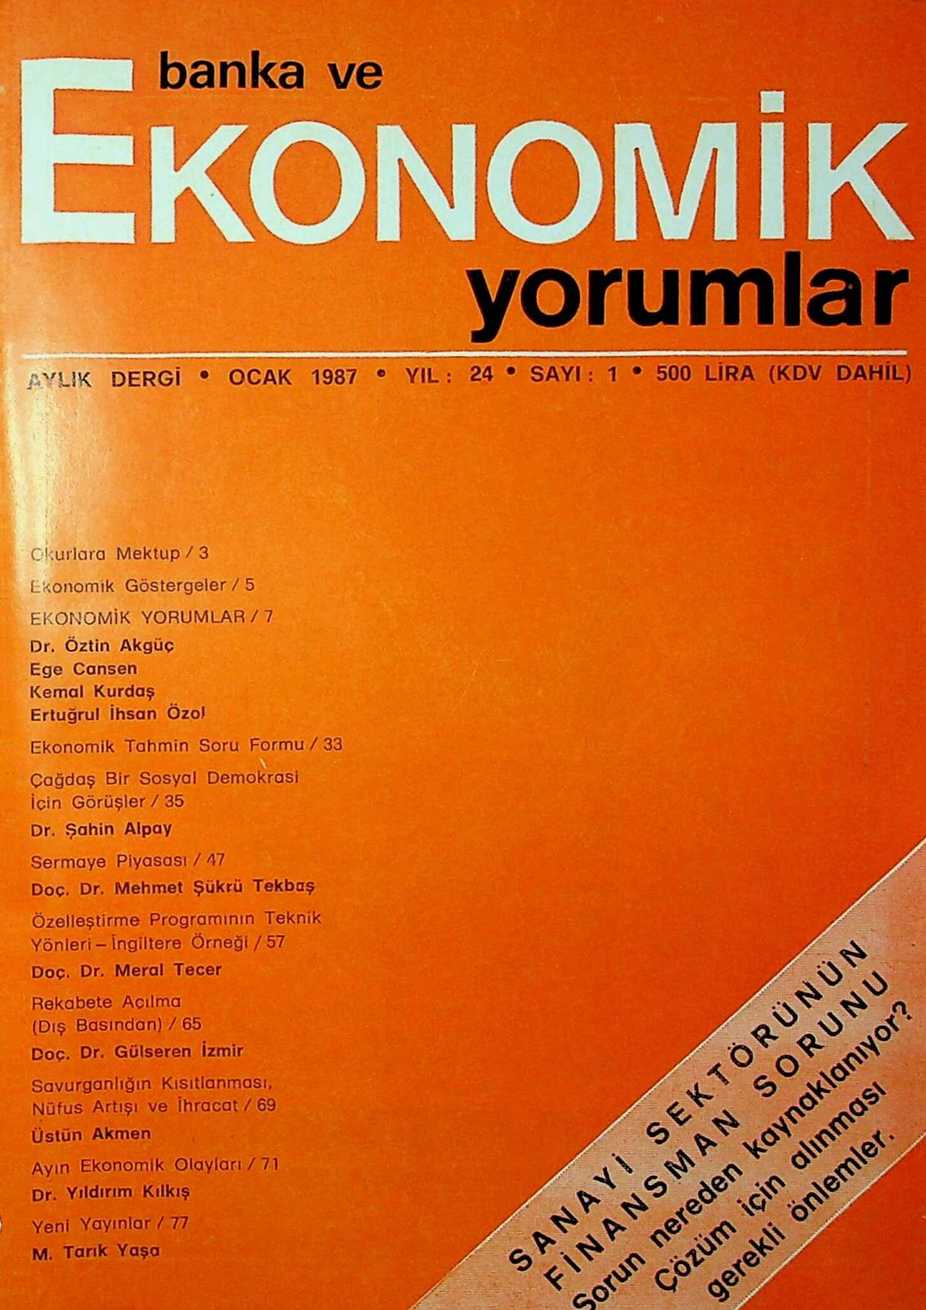 banka ve
EKONOMİK
yorumlar
AYLIK DERGİ • OCAK 1987 • YIL : 24 • SAYI : 1 • 500 LİRA (KDV DAHİL)
Okurlara Mektup / 3
Ekonomik Göstergeler / 5
EKONOMİK YORUMLAR / 7
Dr. Öztin Akgüç
Ege Cansen
Kemal Kurdaş
Ertuğrul İhsan Özol
Ekonomik Tahmin Soru Formu / 33
Çağdaş Bir Sosyal Demokrasi
İçin Görüşler / 35
Dr. Şahin Alpay
Sermaye Piyasası / 47
Doç. Dr. Mehmet Şükrü Tekbaş
Özelleştirme Programının Teknik
Yönleri – İngiltere Örneği / 57
Doç. Dr. Meral Tecer
Rekabete Açılma
(Dış Basından) / 65
Doç. Dr. Gülseren İzmir
Savurganlığın Kısıtlanması,
Nüfus Artışı ve İhracat / 69
Üstün Akmen
Ayın Ekonomik Olayları / 71
Dr. Yıldırım Kılkış
Yeni Yayınlar / 77
M. Tarık Yaşa
SANAYİ SEKTÖRÜNÜN
FİNANSMAN SORUNU
Sorun nereden kaynaklanıyor?
Çözüm için alınması
gerekli önlemler.